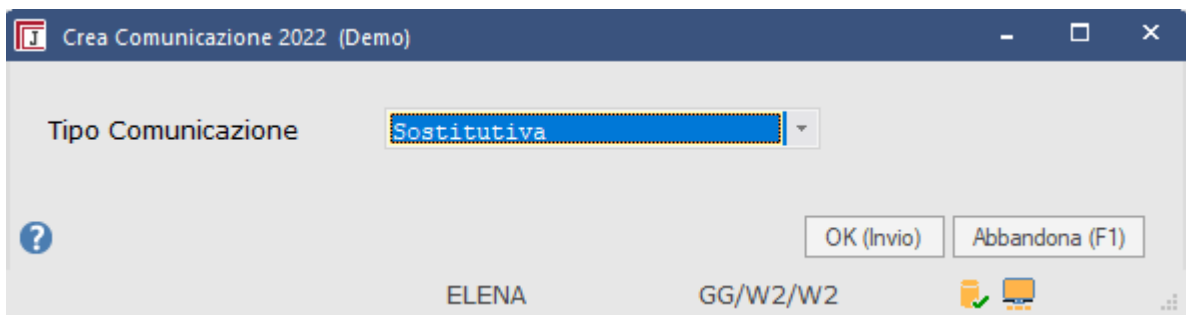 J Crea Comunicazione 2022 (Demo)
Tipo Comunicazione Sostitutiva
? OK (Invio) Abbandona (F1)
ELENA GG/W2/W2